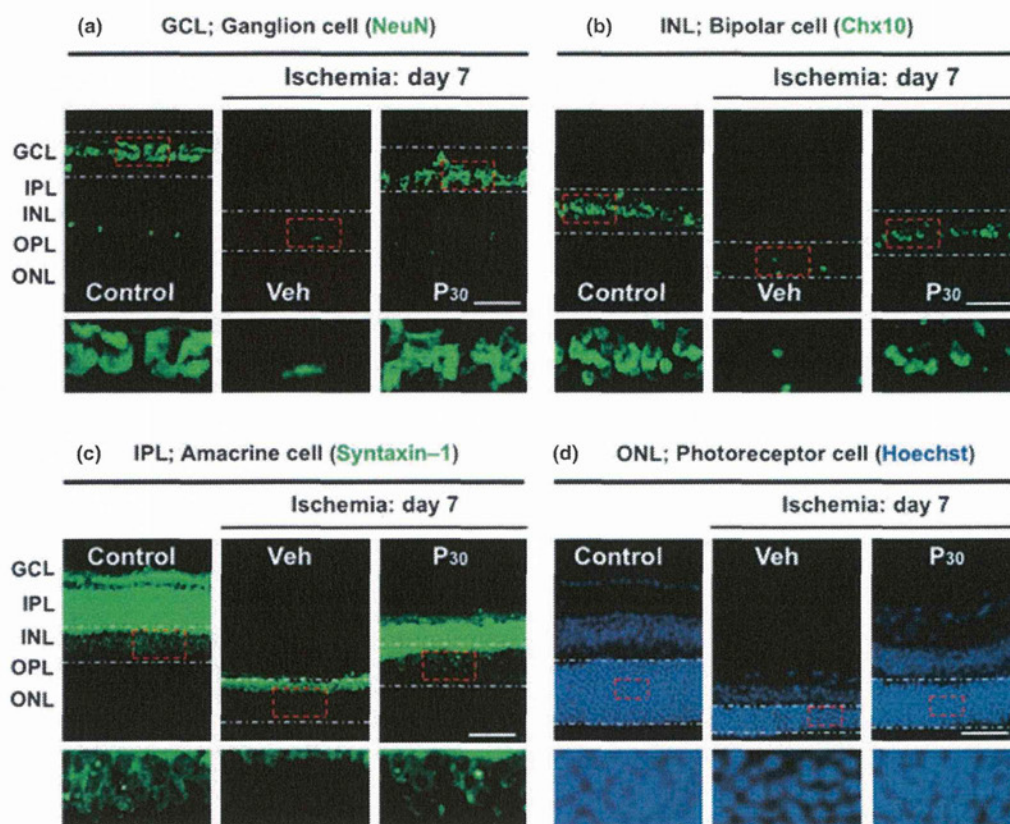 (a) GCL; Ganglion cell (NeuN)
Ischemia: day 7
GCL
IPL
INL
OPL
ONL
Control Veh P30
(b) INL; Bipolar cell (Chx10)
Ischemia: day 7
Control Veh P30
(c) IPL; Amacrine cell (Syntaxin–1)
Ischemia: day 7
Control Veh P30
GCL
IPL
INL
OPL
ONL
(d) ONL; Photoreceptor cell (Hoechst)
Ischemia: day 7
Control Veh P30